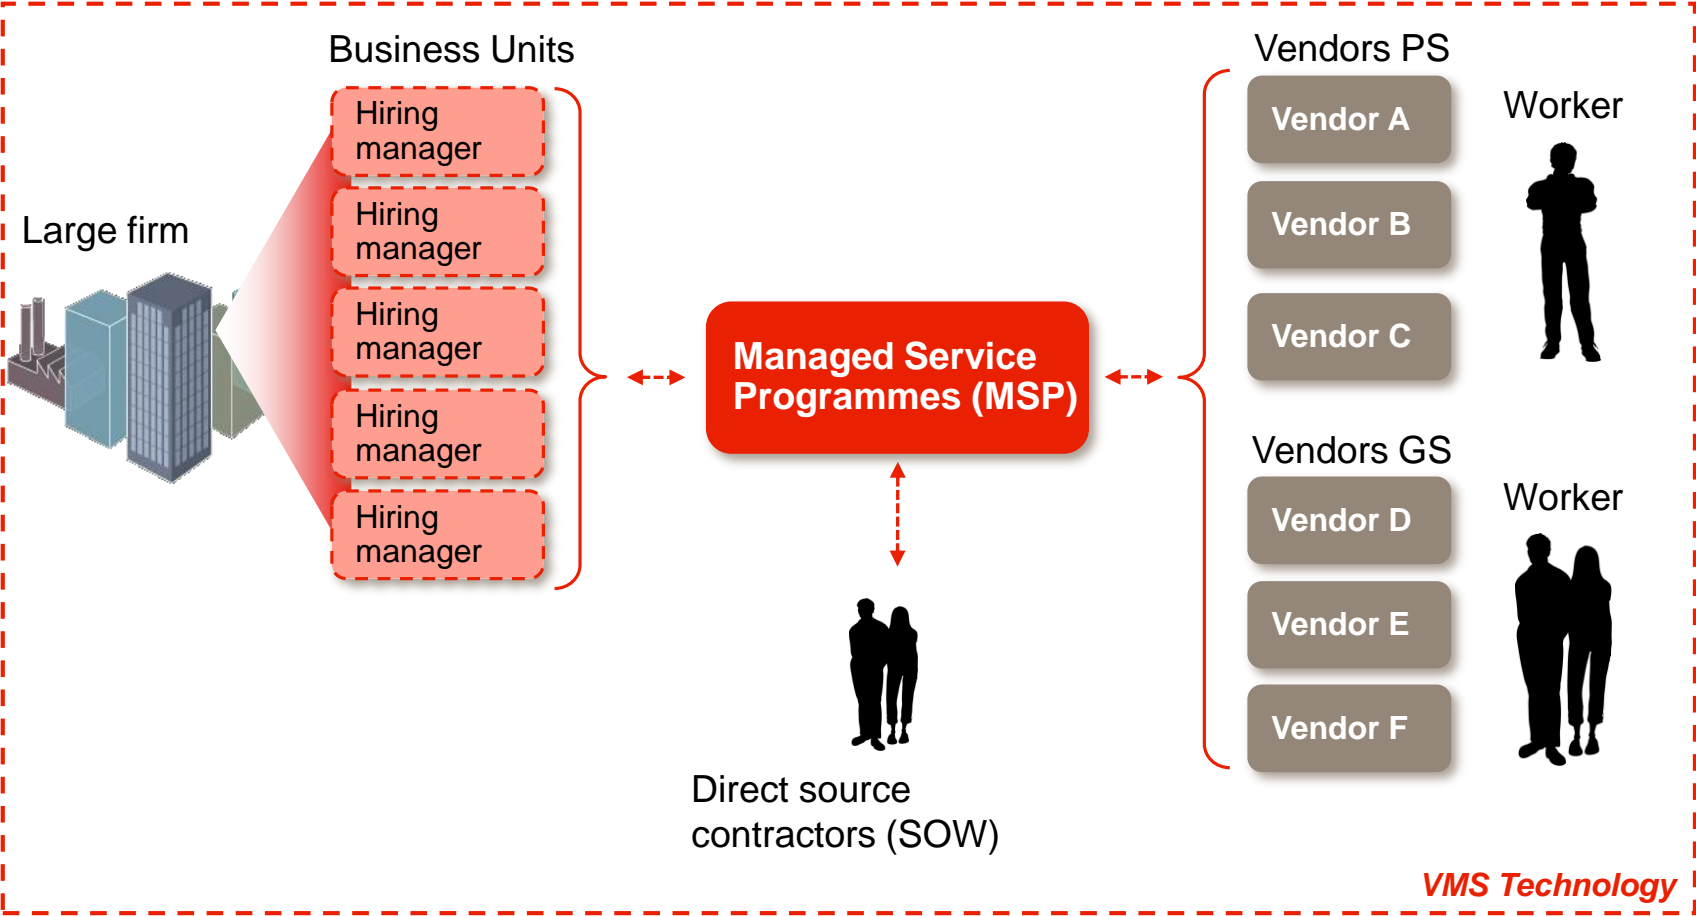 Large firm
Business Units
Hiring
manager
Hiring
manager
Hiring
manager
Hiring
manager
Hiring
manager
Managed Service
Programmes (MSP)
Direct source
contractors (SOW)
Vendors PS
Vendor A
Vendor B
Vendor C
Worker
Vendors GS
Vendor D
Vendor E
Vendor F
Worker
VMS Technology